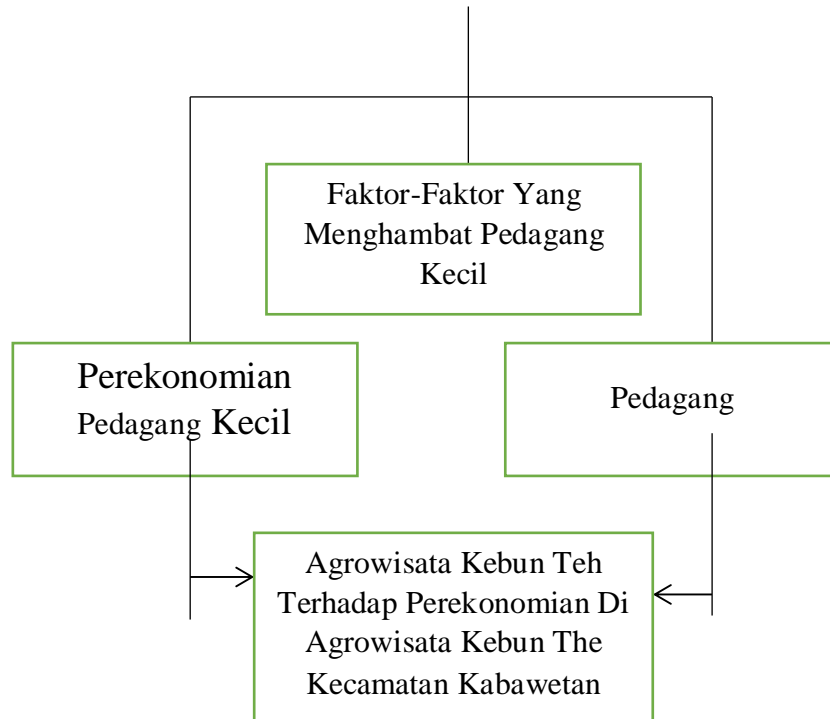 Faktor-Faktor Yang
Menghambat Pedagang
Kecil
Perekonomian
Pedagang Kecil
Pedagang
Agrowisata Kebun Teh
Terhadap Perekonomian Di
Agrowisata Kebun The
Kecamatan Kabawetan